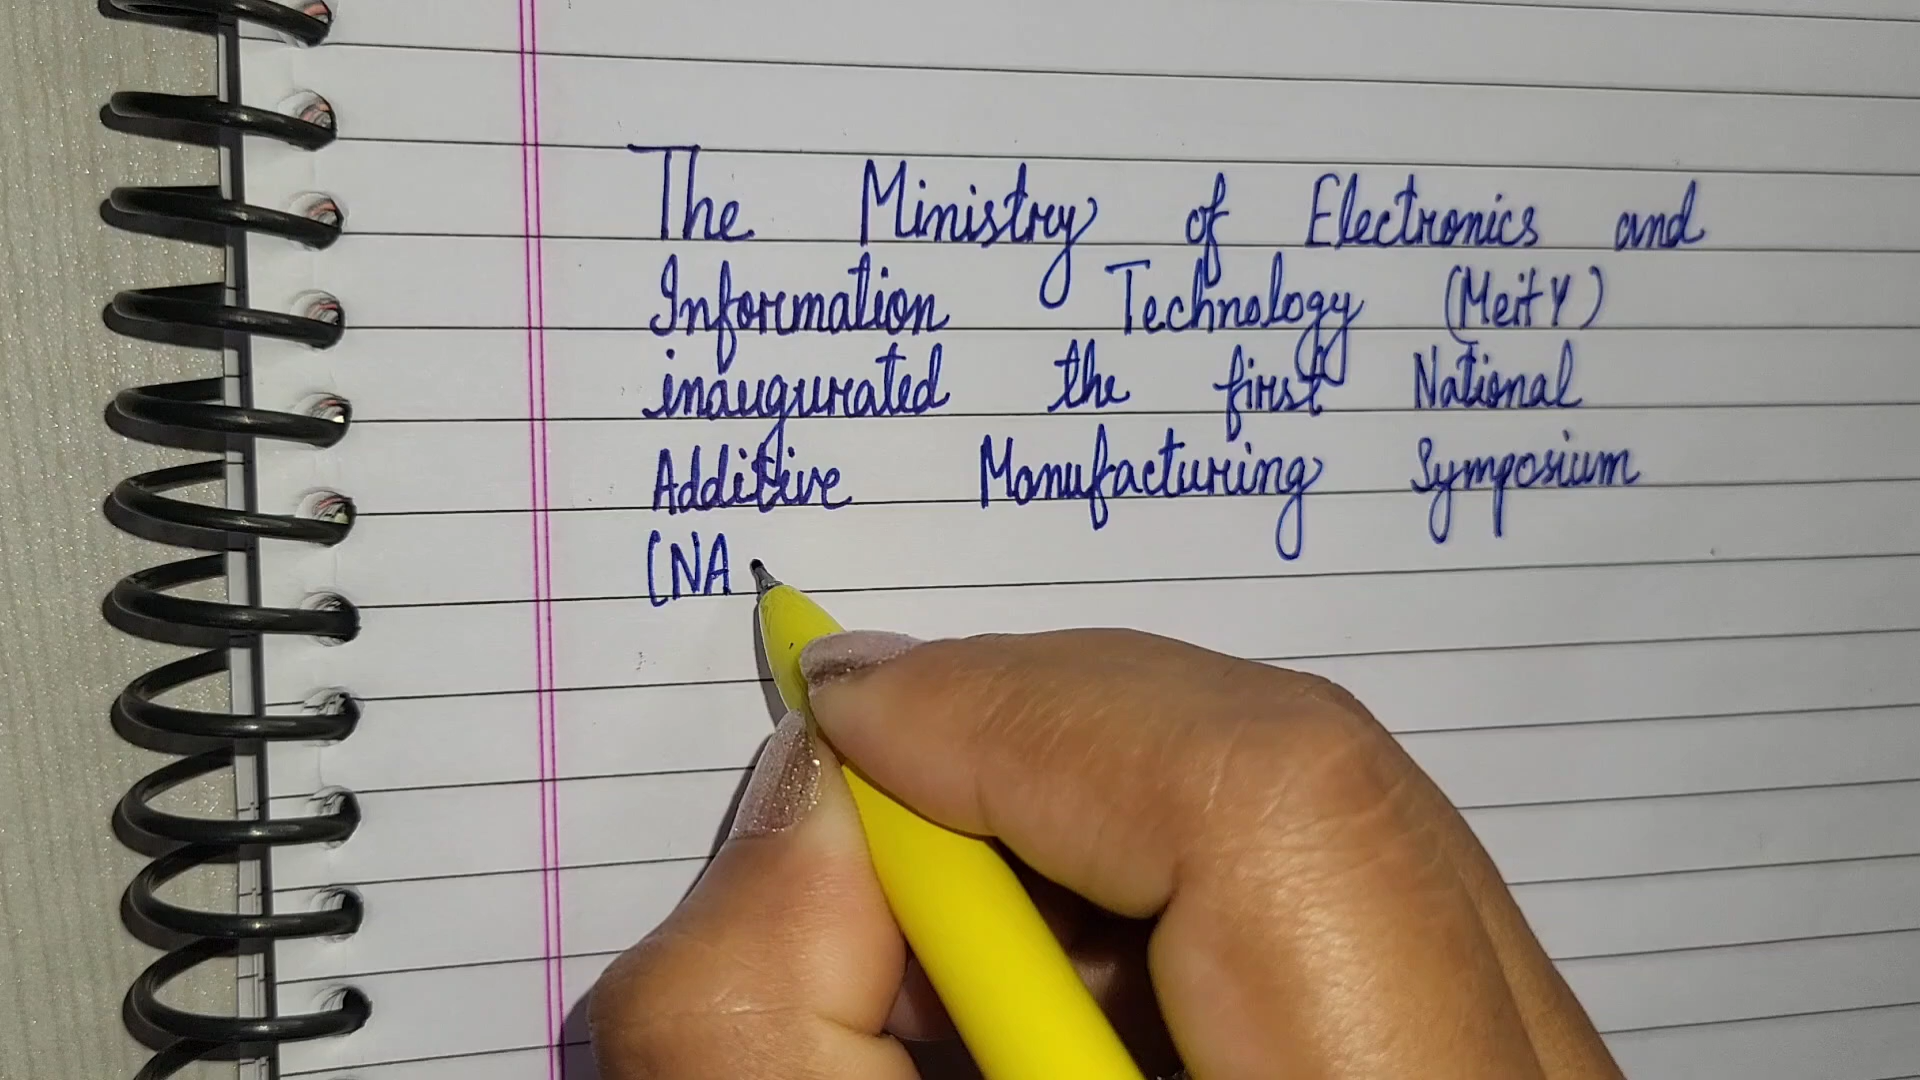 The Ministry of Electronics and
Information Technology (MeitY)
inaugurated the first National
Additive Manufacturing Symposium
(NA